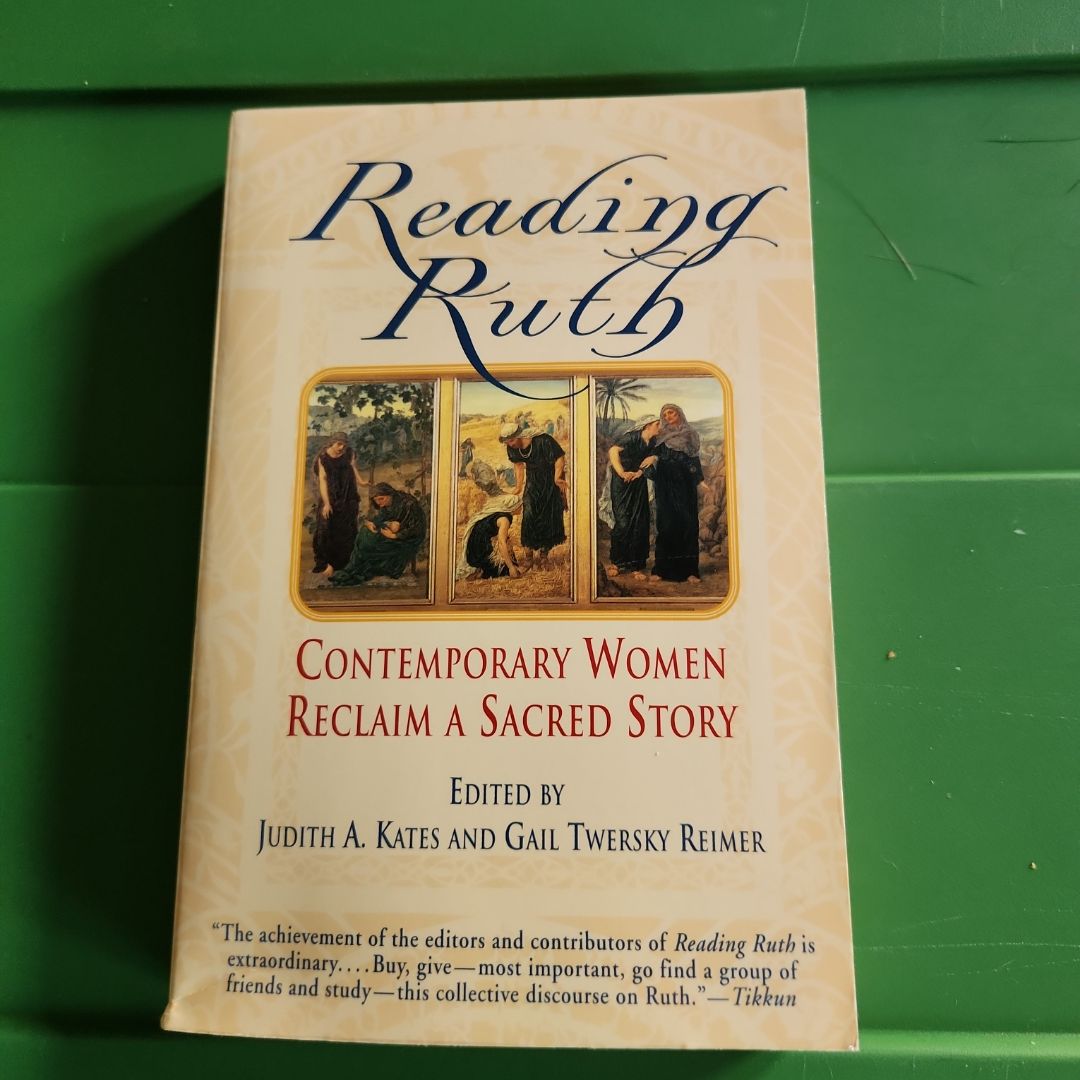 Reading
Ruth
CONTEMPORARY WOMEN
RECLAIM A SACRED STORY
EDITED BY
JUDITH A. KATES AND GAIL TWERSKY REIMER
“The achievement of the editors and contributors of Reading Ruth is
extraordinary....Buy, give—most important, go find a group of
friends and study—this collective discourse on Ruth.”—Tikkun